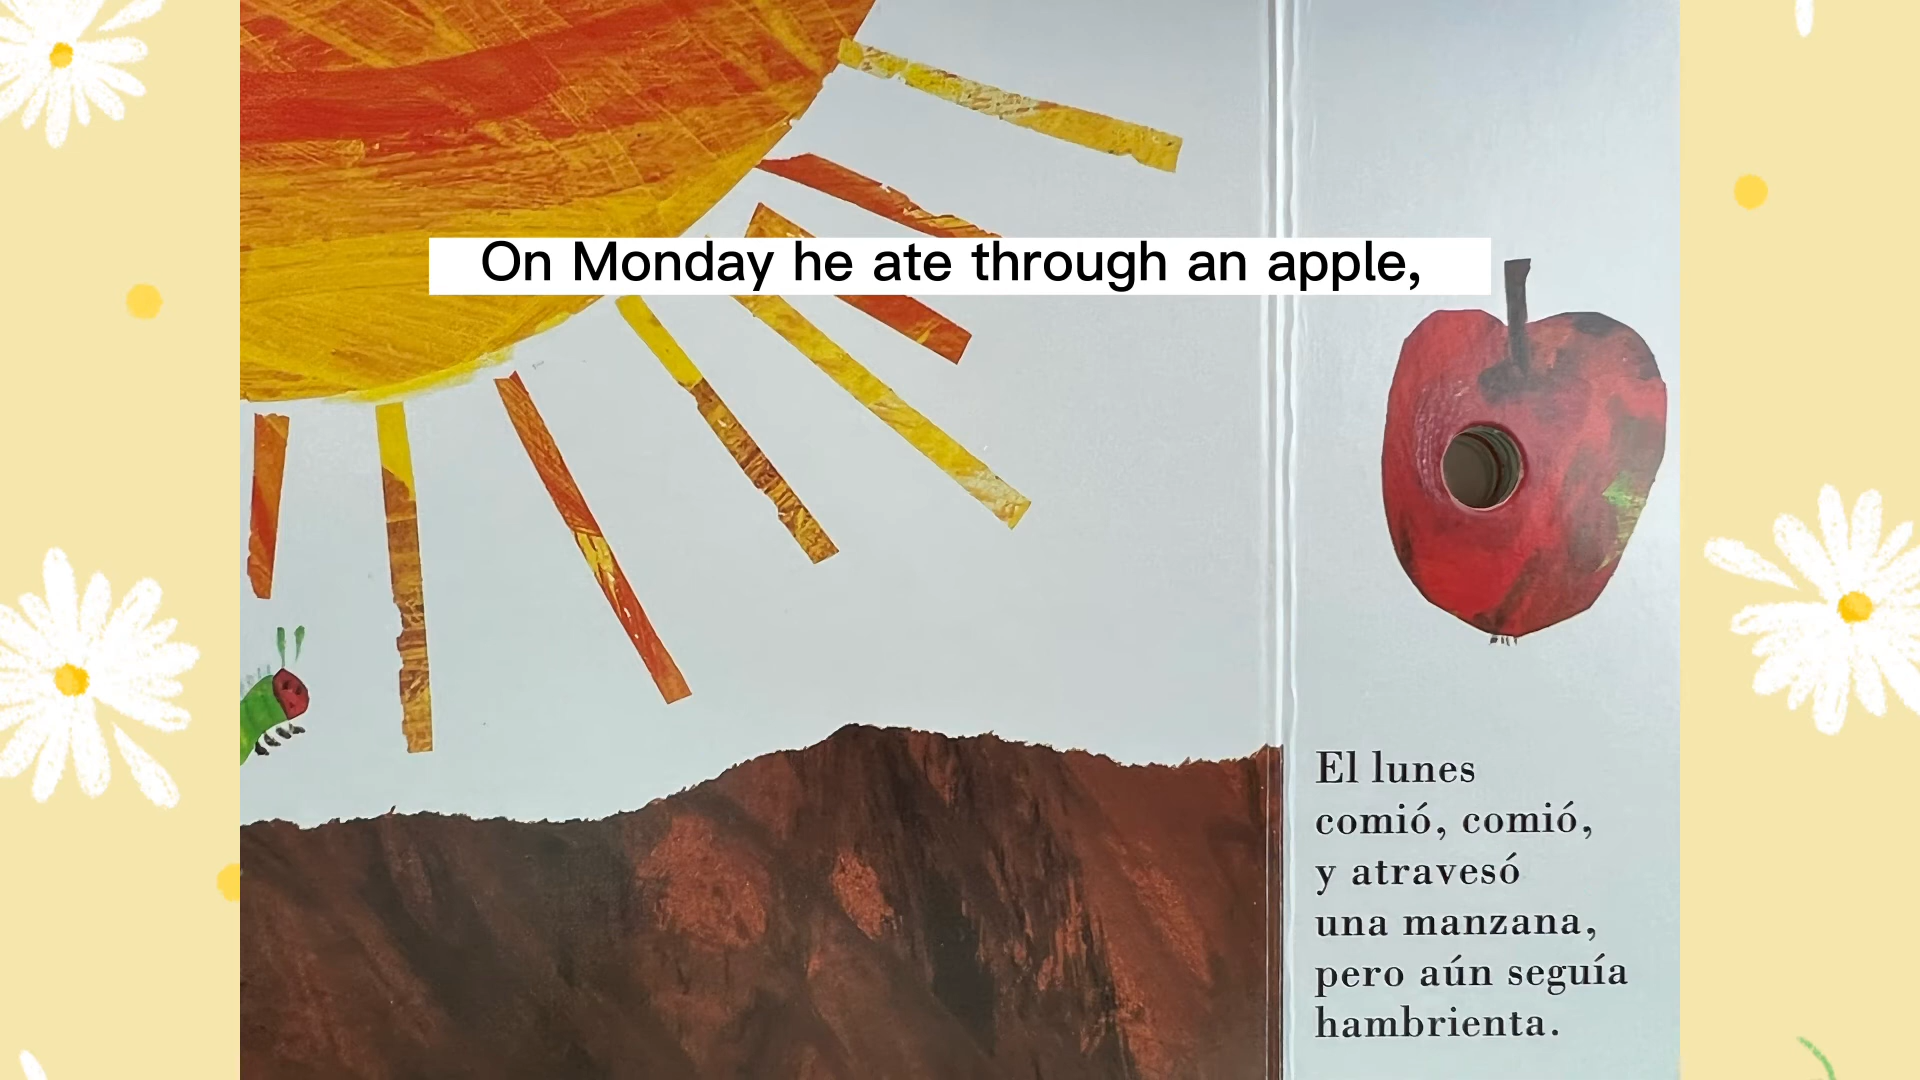 On Monday he ate through an apple,
El lunes
comió, comió,
y atravesó
una manzana,
pero aún seguía
hambrienta.